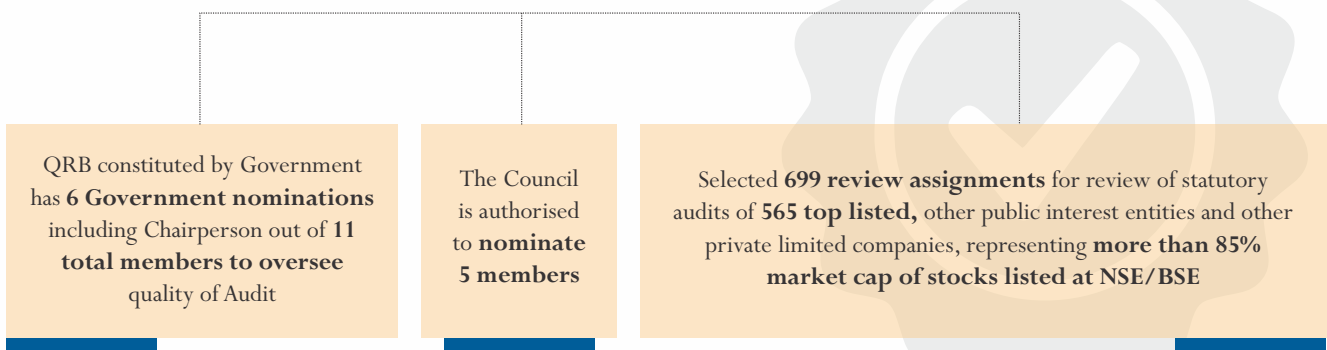 QRB constituted by Government
has 6 Government nominations
including Chairperson out of 11
total members to oversee
quality of Audit
The Council
is authorised
to nominate
5 members
Selected 699 review assignments for review of statutory
audits of 565 top listed, other public interest entities and other
private limited companies, representing more than 85%
market cap of stocks listed at NSE/BSE